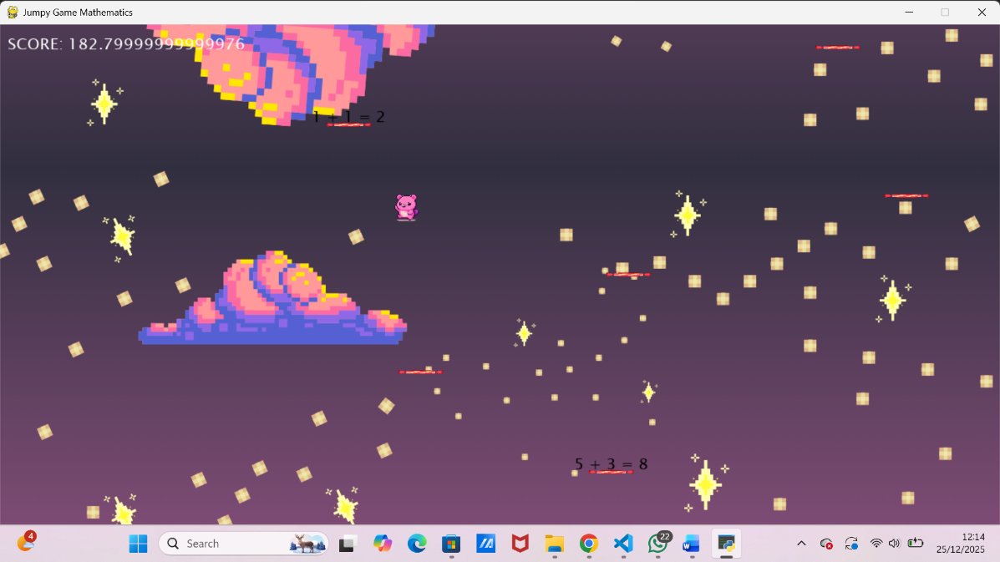 Jumpy Game Mathematics
SCORE: 182.79999999999976
1 + 1 = 2
5 + 3 = 8
4
Search
22
12:14
25/12/2025